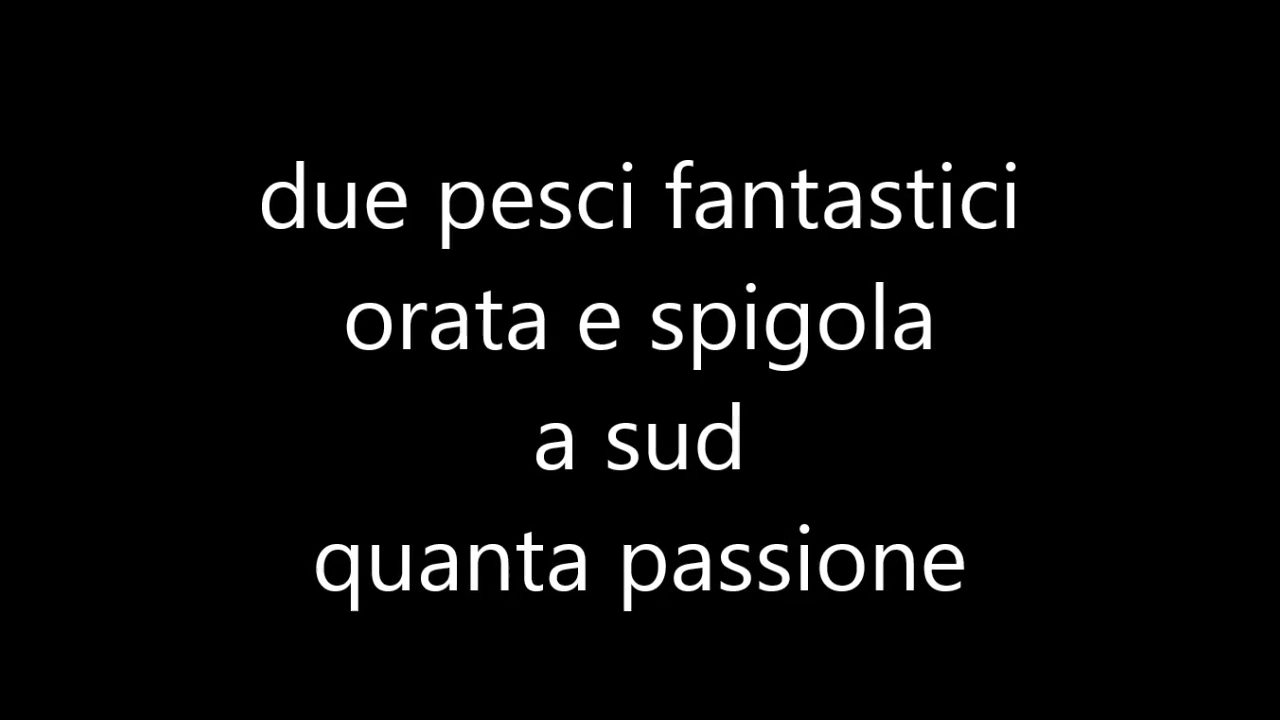 due pesci fantastici
orata e spigola
a sud
quanta passione